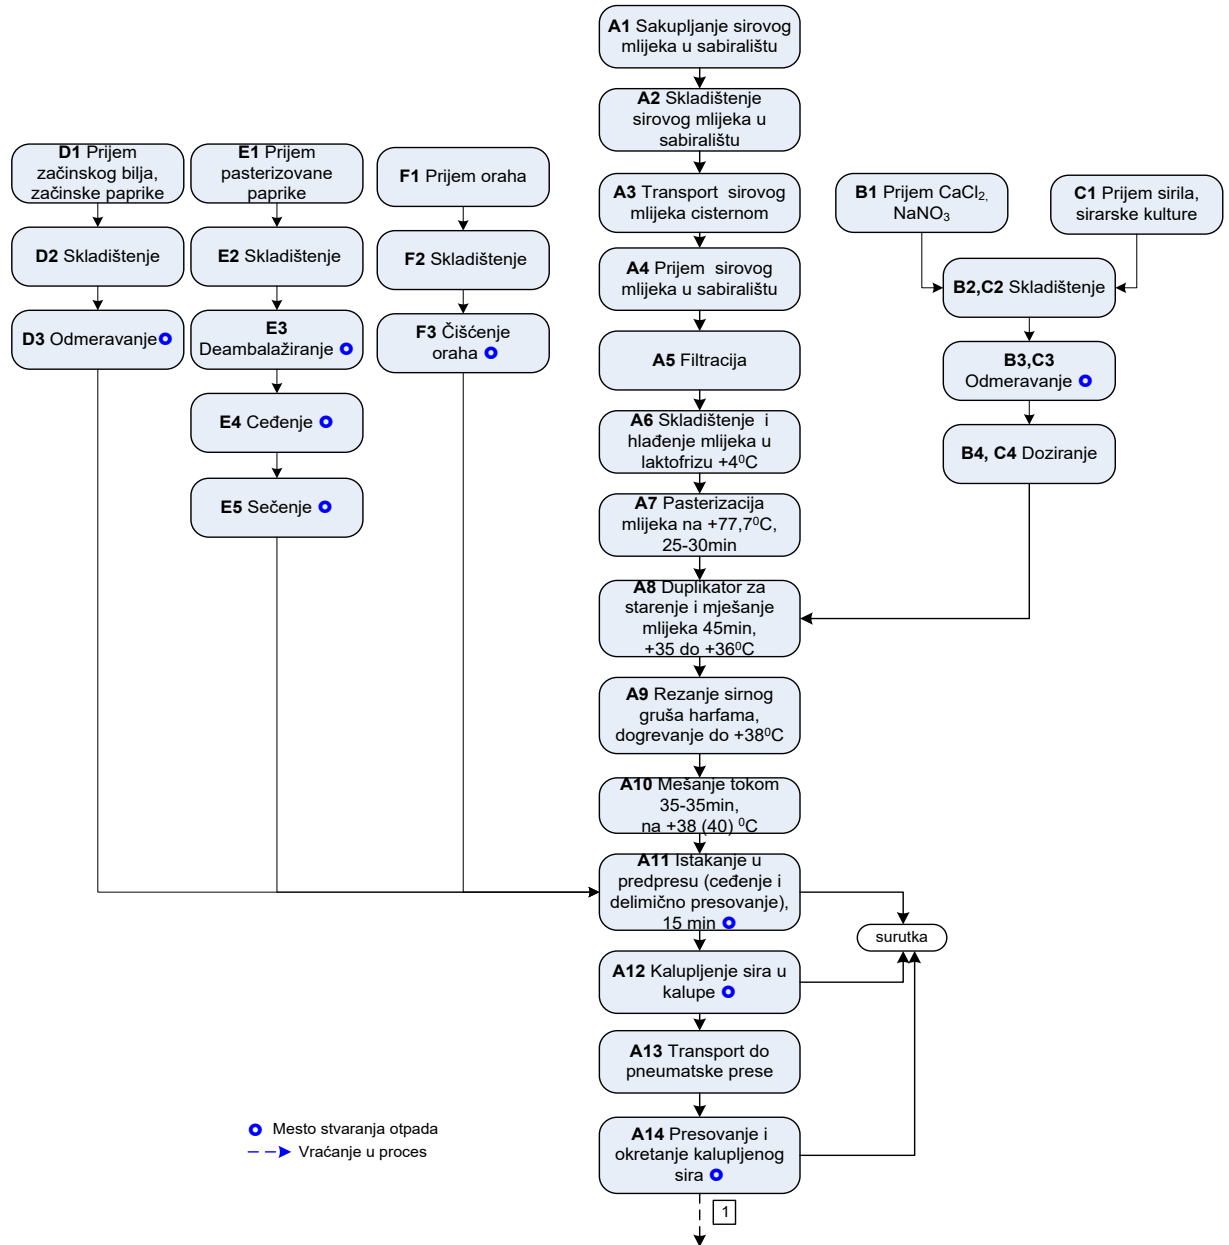 A1 Sakupljanje sirovog
mlijeka u sabiralištu
A2 Skladištenje
sirovog mlijeka u
sabiralištu
D1 Prijem
začinskog bilja,
začinske paprike
E1 Prijem
pasterizovane
paprike
F1 Prijem oraha
A3 Transport sirovog
mlijeka cisternom
B1 Prijem CaCl2,
NaNO3
C1 Prijem sirila,
sirarske kulture
D2 Skladištenje
E2 Skladištenje
F2 Skladištenje
A4 Prijem sirovog
mlijeka u sabiralištu
B2,C2 Skladištenje
D3 Odmeravanje
E3
Deambalažiranje
F3 Čišćenje
oraha
A5 Filtracija
B3,C3
Odmeravanje
E4 Ceđenje
A6 Skladištenje i
hlađenje mlijeka u
laktofrizu +4⁰C
B4, C4 Doziranje
E5 Sečenje
A7 Pasterizacija
mlijeka na +77,7⁰C,
25-30min
A8 Duplikator za
starenje i mješanje
mlijeka 45min,
+35 do +36⁰C
A9 Rezanje sirnog
gruša harfama,
dogrevanje do +38⁰C
A10 Mešanje tokom
35-35min,
na +38 (40) ⁰C
A11 Istakanje u
predpresu (ceđenje i
delimično presovanje),
15 min
surutka
A12 Kalupljenje sira u
kalupe
A13 Transport do
pneumatske prese
A14 Presovanje i
okretanje kalupljenog
sira
Mesto stvaranja otpada
Vraćanje u proces
1